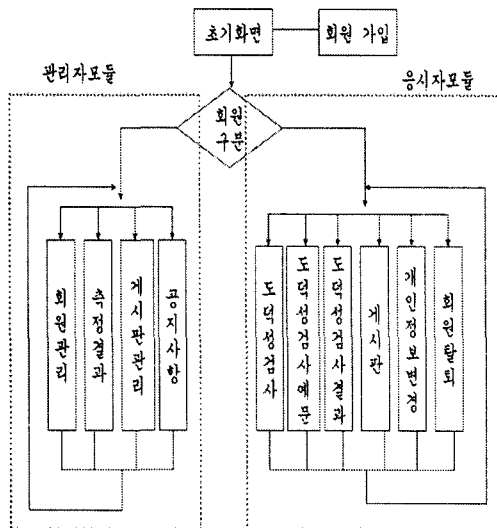 초기화면
회원 가입
관리자모듈
응시자모듈
회원
구분
회원관리
측정결과
게시판관리
공지사항
도덕성검사
도덕성검사예문
도덕성검사결과
게시판
개인정보변경
회원탈퇴